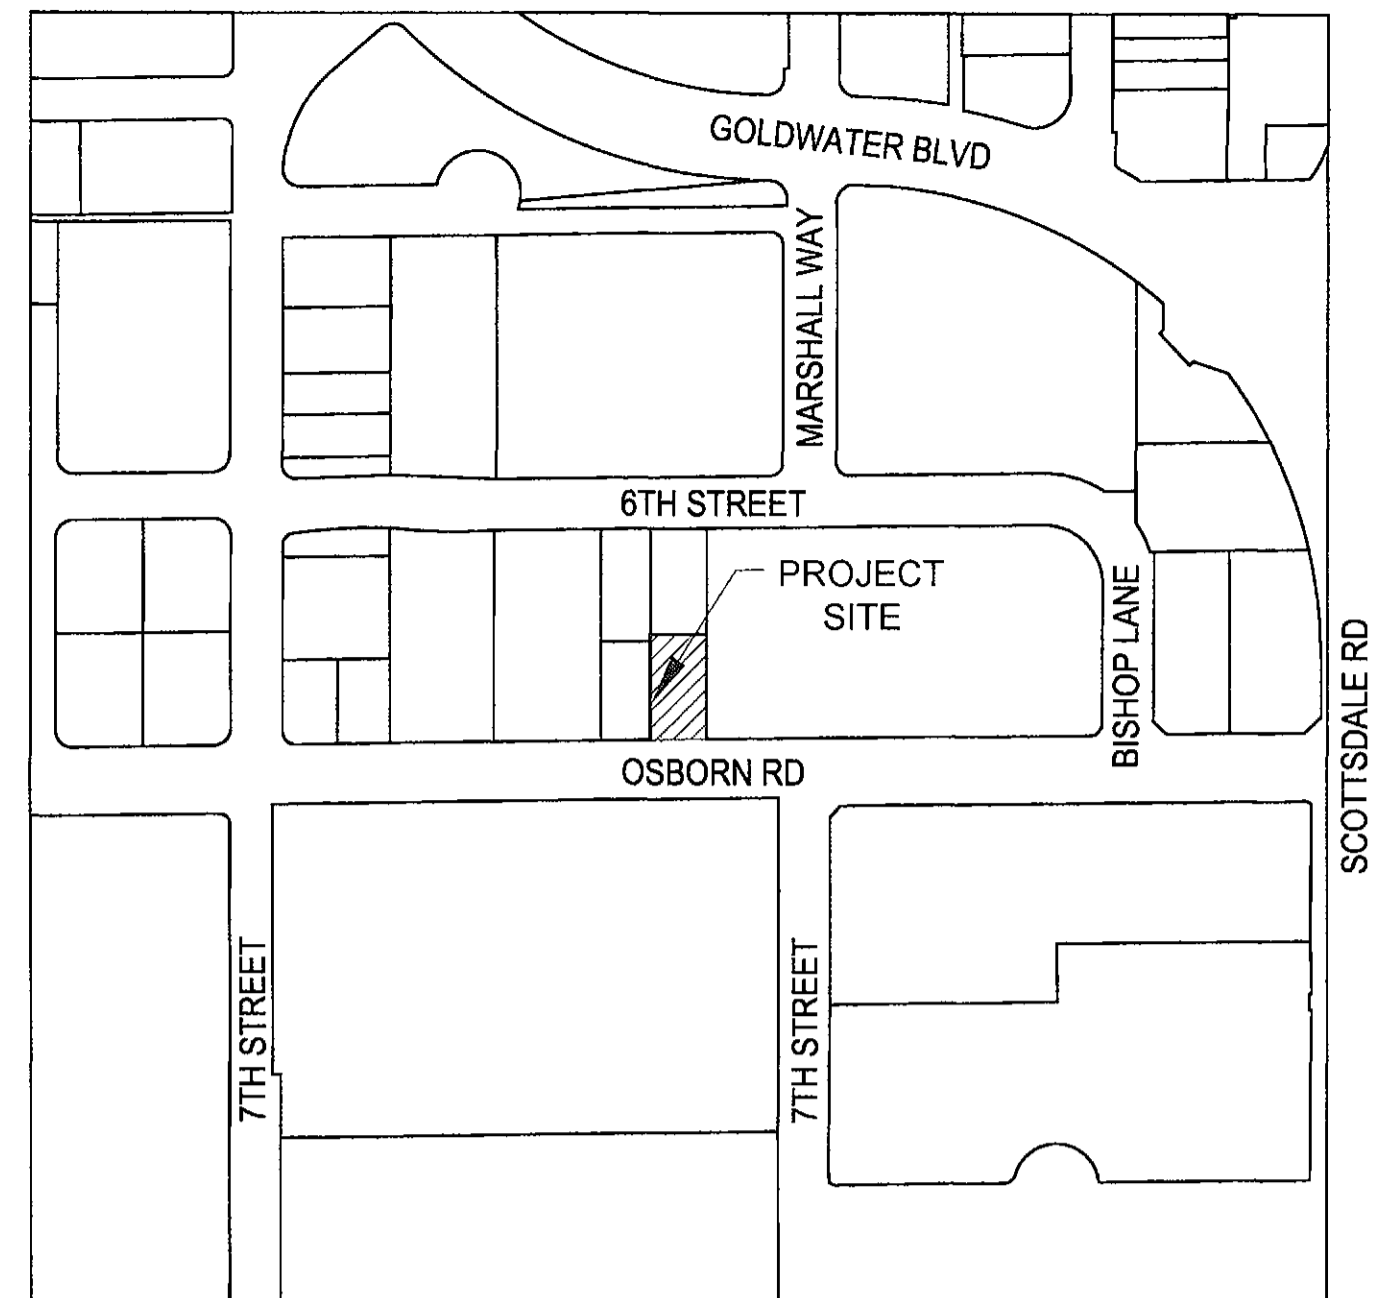 GOLDWATER BLVD
MARSHALL WAY
6TH STREET
PROJECT
SITE
BISHOP LANE
SCOTTSDALE RD
OSBORN RD
7TH STREET
7TH STREET